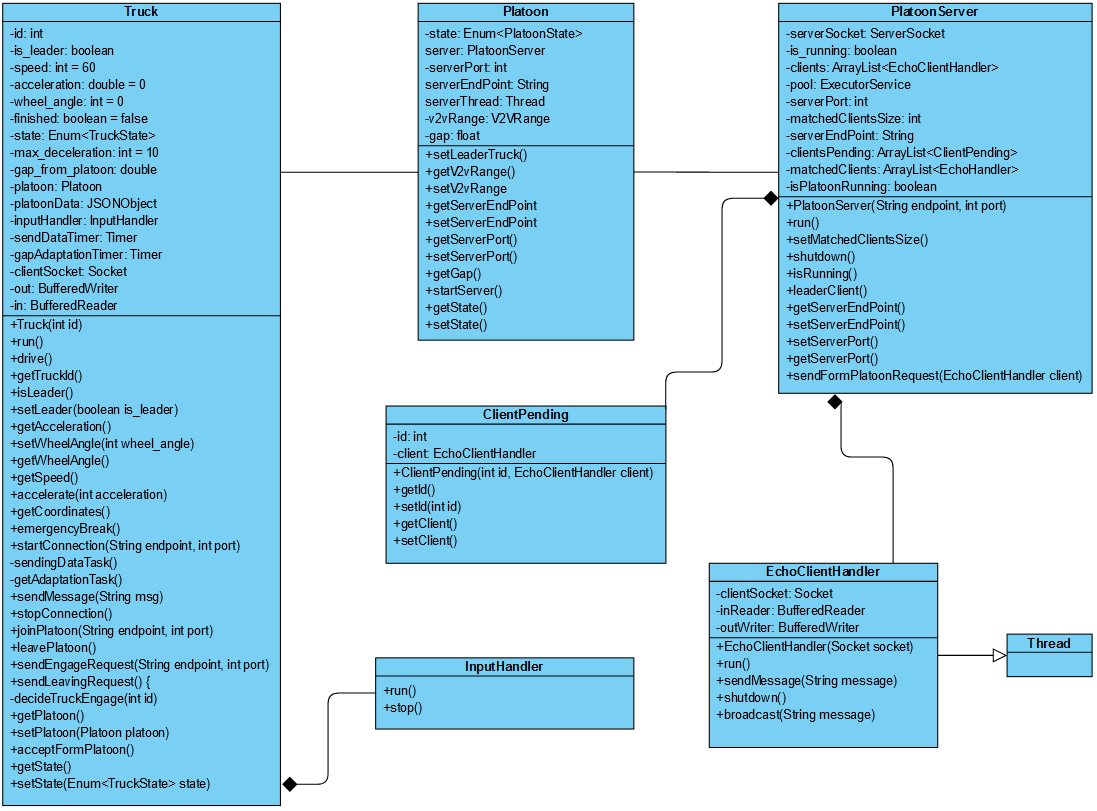 Truck
-id: int
-is_leader: boolean
-speed: int = 60
-acceleration: double = 0
-wheel_angle: int = 0
-finished: boolean = false
-state: Enum<TruckState>
-max_deceleration: int = 10
-gap_from_platoon: double
-platoon: Platoon
-platoonData: JSONObject
-inputHandler: InputHandler
-sendDataTimer: Timer
-gapAdaptationTimer: Timer
-clientSocket: Socket
-out: BufferedWriter
-in: BufferedReader
+Truck(int id)
+run()
+drive()
+getTruckId()
+isLeader()
+setLeader(boolean is_leader)
+getAcceleration()
+setWheelAngle(int wheel_angle)
+getWheelAngle()
+getSpeed()
+accelerate(int acceleration)
+getCoordinates()
+emergencyBreak()
+startConnection(String endpoint, int port)
-sendingDataTask()
-getAdaptationTask()
+sendMessage(String msg)
+stopConnection()
+joinPlatoon(String endpoint, int port)
+leavePlatoon()
+sendEngageRequest(String endpoint, int port)
+sendLeavingRequest() {
-decideTruckEngage(int id)
+getPlatoon()
+setPlatoon(Platoon platoon)
+acceptFormPlatoon()
+getState()
+setState(Enum<TruckState> state)
Platoon
-state: Enum<PlatoonState>
server: PlatoonServer
-serverPort: int
serverEndPoint: String
serverThread: Thread
-v2vRange: V2VRange
-gap: float
+setLeaderTruck()
+getV2vRange()
+setV2vRange
+getServerEndPoint
+setServerEndPoint
+getServerPort()
+setServerPort()
+getGap()
+startServer()
+getState()
+setState()
PlatoonServer
-serverSocket: ServerSocket
-is_running: boolean
-clients: ArrayList<EchoClientHandler>
-pool: ExecutorService
-serverPort: int
-matchedClientsSize: int
-serverEndPoint: String
-clientsPending: ArrayList<ClientPending>
-matchedClients: ArrayList<EchoHandler>
-isPlatoonRunning: boolean
+PlatoonServer(String endpoint, int port)
+run()
+setMatchedClientsSize()
+shutdown()
+isRunning()
+leaderClient()
+getServerEndPoint()
+setServerEndPoint()
+setServerPort()
+getServerPort()
+sendFormPlatoonRequest(EchoClientHandler client)
ClientPending
-id: int
-client: EchoClientHandler
+ClientPending(int id, EchoClientHandler client)
+getId()
+setId(int id)
+getClient()
+setClient()
EchoClientHandler
-clientSocket: Socket
-inReader: BufferedReader
-outWriter: BufferedWriter
+EchoClientHandler(Socket socket)
+run()
+sendMessage(String message)
+shutdown()
+broadcast(String message)
Thread
InputHandler
+run()
+stop()